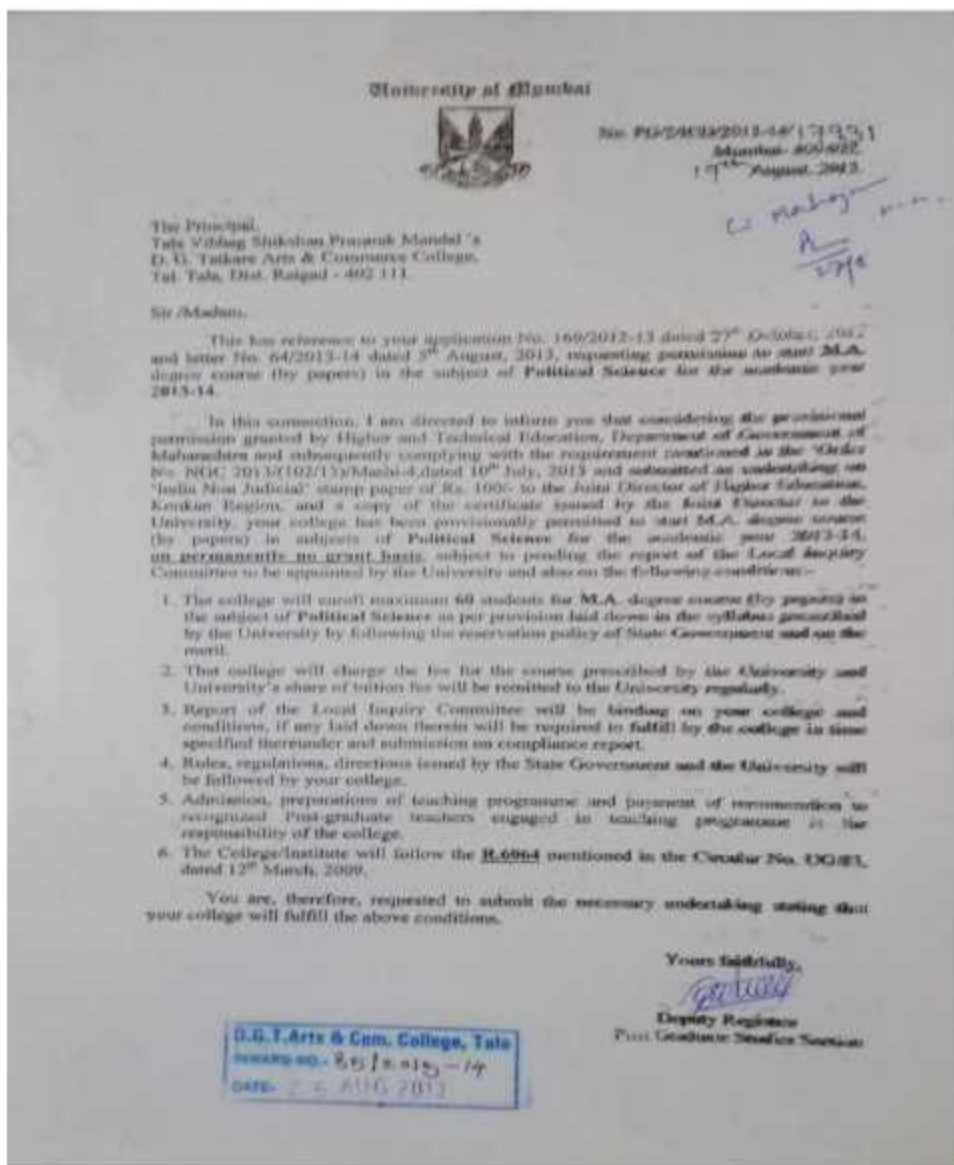 University of Mumbai
Mumbai- 400 032
19th August, 2013
The Principal,
Tala Vibhag Shikshan Prasarak Mandal 's
D. G. Tatkare Arts & Commerce College,
Tal. Tala, Dist. Raigad - 402 111.
Sir /Madam,
This has reference to your application No. 160/2012-13 dated 27th October, 2012
and letter No. 64/2013-14 dated 5th August, 2013, requesting permission to start M.A.
degree course (by papers) in the subject of Political Science for the academic year
2013-14.
In this connection, I am directed to inform you that considering the provisional
permission granted by Higher and Technical Education, Department of Government of
Maharashtra and subsequently complying with the requirement mentioned in the 'Order
No. NGC 2013/(102/13)/Mashi-4,dated 10th July, 2013 and submitted an undertaking on
'India Non Judicial' stamp paper of Rs. 100/- to the Joint Director of Higher Education,
Konkan Region, and a copy of the certificate issued by the Joint Director to the
University, your college has been provisionally permitted to start M.A. degree course
(by papers) in subjects of Political Science for the academic year 2013-14,
on permanently no grant basis, subject to pending the report of the Local Inquiry
Committee to be appointed by the University and also on the following conditions:-
1. The college will enroll maximum 60 students for M.A. degree course (by papers) in
the subject of Political Science as per provision laid down in the syllabus prescribed
by the University by following the reservation policy of State Government and on the
merit.
2. That college will charge the fee for the course prescribed by the University and
University's share of tuition fee will be remitted to the University regularly.
3. Report of the Local Inquiry Committee will be binding on your college and
conditions, if any laid down therein will be required to fulfill by the college in time
specified thereunder and submission on compliance report.
4. Rules, regulations, directions issued by the State Government and the University will
be followed by your college.
5. Admission, preparations of teaching programme and payment of remuneration to
recognized Post-graduate teachers engaged in teaching programme is the
responsibility of the college.
6. The College/Institute will follow the R.6064 mentioned in the Circular No. UG/83,
dated 12th March, 2009.
You are, therefore, requested to submit the necessary undertaking stating that
your college will fulfill the above conditions.
Yours faithfully,
Deputy Registrar
Post Graduate Studies Section
D.G.T.Arts & Com. College, Tala
INWARD NO.- 85/2013-14
DATE- 26 AUG 2013